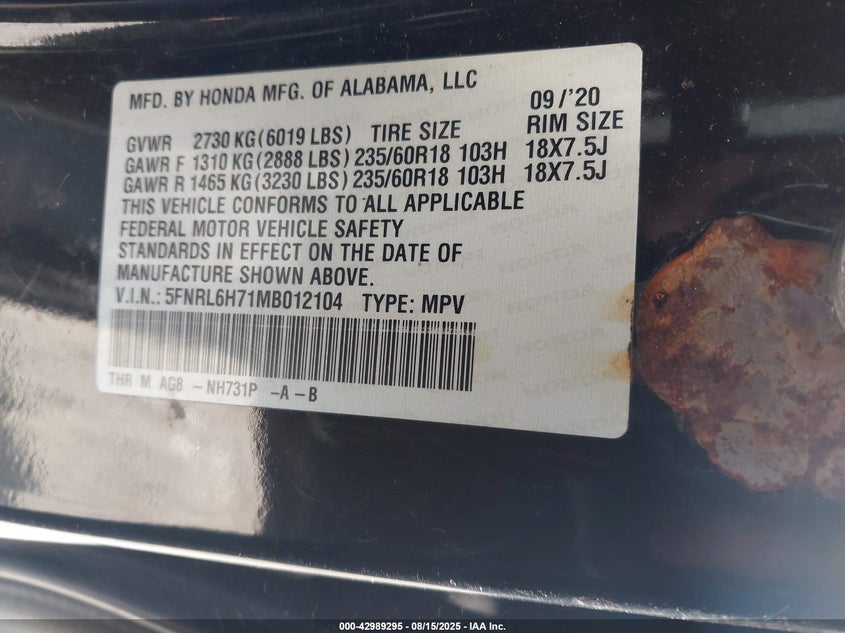 MFD. BY HONDA MFG. OF ALABAMA, LLC
09/'20
GVWR 2730 KG(6019 LBS) TIRE SIZE RIM SIZE
GAWR F 1310 KG(2888 LBS) 235/60R18 103H 18X7.5J
GAWR R 1465 KG(3230 LBS) 235/60R18 103H 18X7.5J
THIS VEHICLE CONFORMS TO ALL APPLICABLE
FEDERAL MOTOR VEHICLE SAFETY
STANDARDS IN EFFECT ON THE DATE OF
MANUFACTURE SHOWN ABOVE.
V.I.N.: 5FNRL6H71MB012104 TYPE: MPV
THR M AG8 -NH731P -A-B
000-42989295 - 08/15/2025 - IAA Inc.